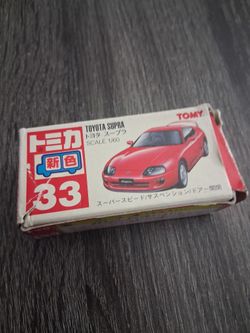 トミカ
新色
33
TOYOTA SUPRA
トヨタ スープラ
SCALE 1/60
TOMY
スーパースピード/サスペンション/ドアー開閉